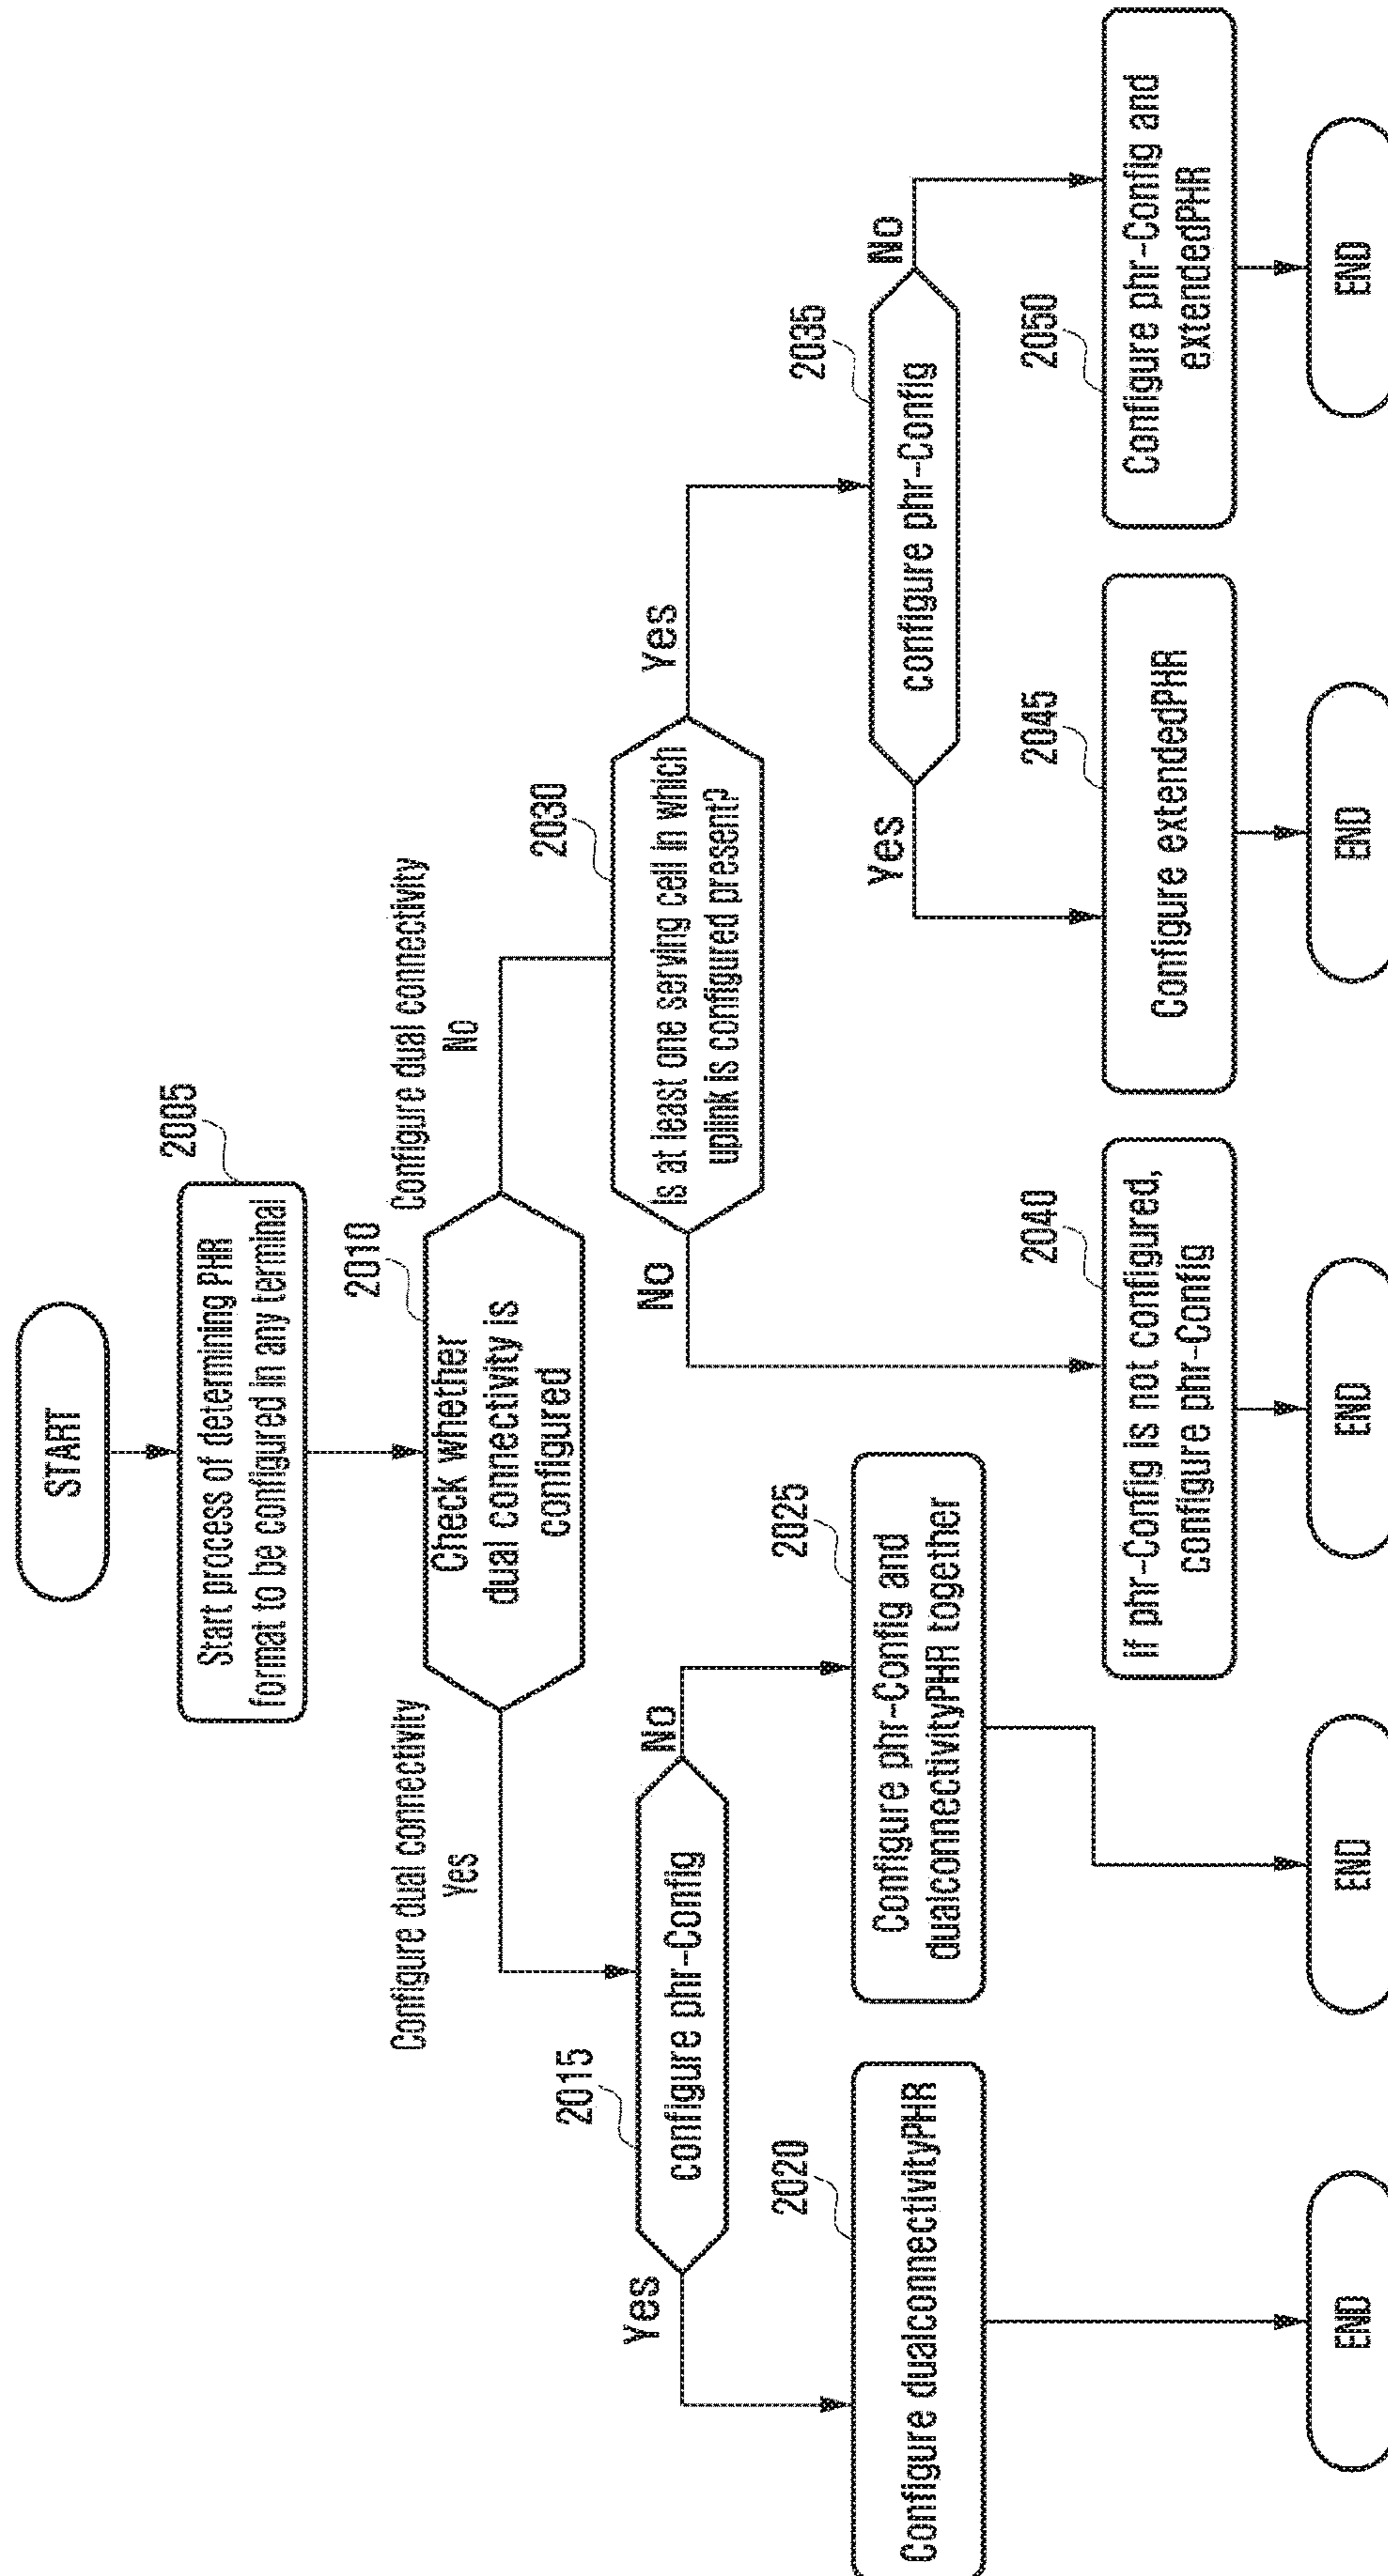 START
2005
Start process of determining PHR
format to be configured in any terminal
2010
Check whether
dual connectivity is
configured
Configure dual connectivity
Yes
Configure dual connectivity
No
2015
configure phr-Config
Yes
No
2030
is at least one serving cell in which
uplink is configured present?
No
Yes
2020
Configure dualconnectivityPHR
2025
Configure phr-Config and
dualconnectivityPHR together
2035
configure phr-Config
Yes
No
2040
If phr-Config is not configured,
configure phr-Config
2045
Configure extendedPHR
2050
Configure phr-Config and
extendedPHR
END
END
END
END
END